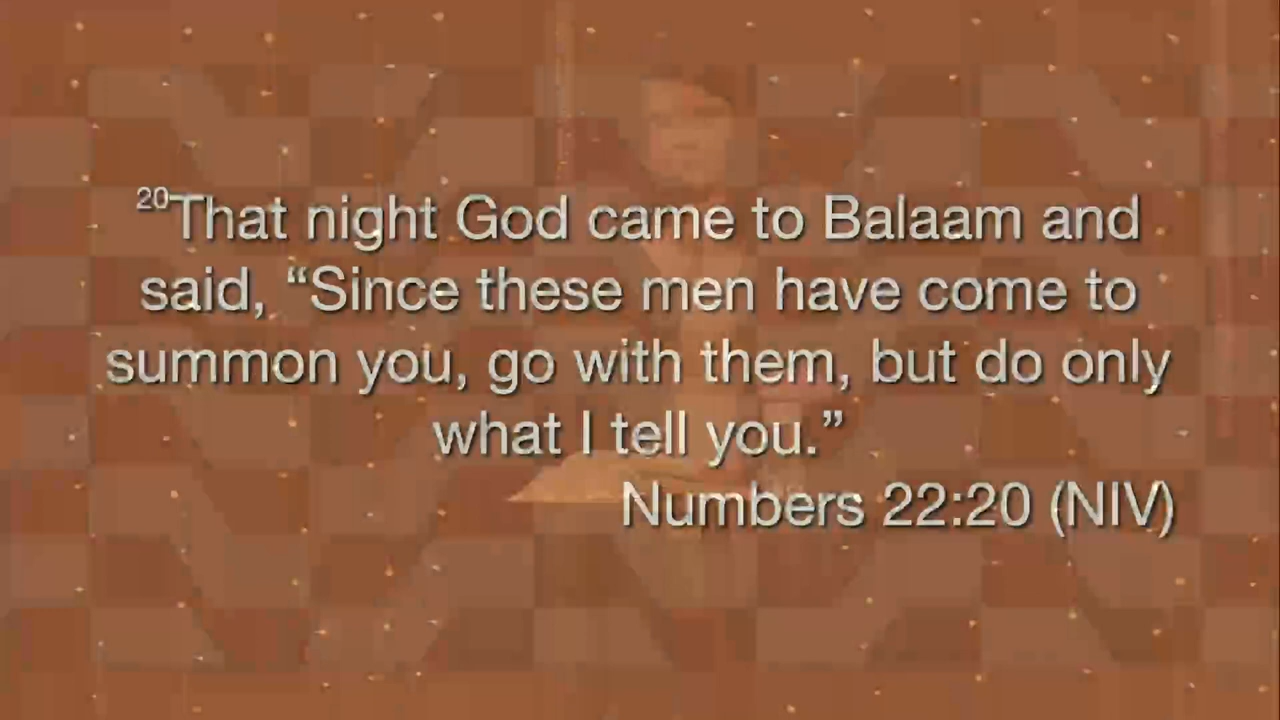 20That night God came to Balaam and
said, “Since these men have come to
summon you, go with them, but do only
what I tell you.”
Numbers 22:20 (NIV)